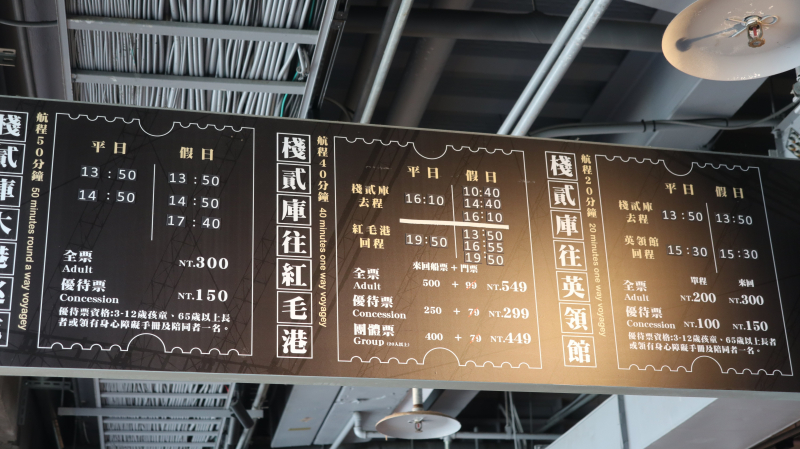 棧貳庫大港
航程50分鐘 50 minutes round a way voyagey
平日 假日
13:50 13:50
14:50 14:50
17:40
全票
Adult NT.300
優待票
Concession NT.150
優待票資格:3-12歲孩童、65歲以上長
者或領有身心障礙手冊及陪同者一名。
棧貳庫往紅毛港
航程40分鐘 40 minutes one way voyagey
平日 假日
棧貳庫
去程 16:10 10:40
14:40
16:10
紅毛港
回程 19:50 13:50
16:55
19:50
來回船票+門票
全票
Adult 500 + 99 NT.549
優待票
Concession 250 + 79 NT.299
團體票
Group (20人以上) 400 + 79 NT.449
棧貳庫往英領館
航程20分鐘 20 minutes one way voyagey
平日 假日
棧貳庫
去程 13:50 13:50
英領館
回程 15:30 15:30
單程 來回
全票
Adult NT.200 NT.300
優待票
Concession NT.100 NT.150
優待票資格:3-12歲孩童、65歲以上長
者或領有身心障礙手冊及陪同者一名。